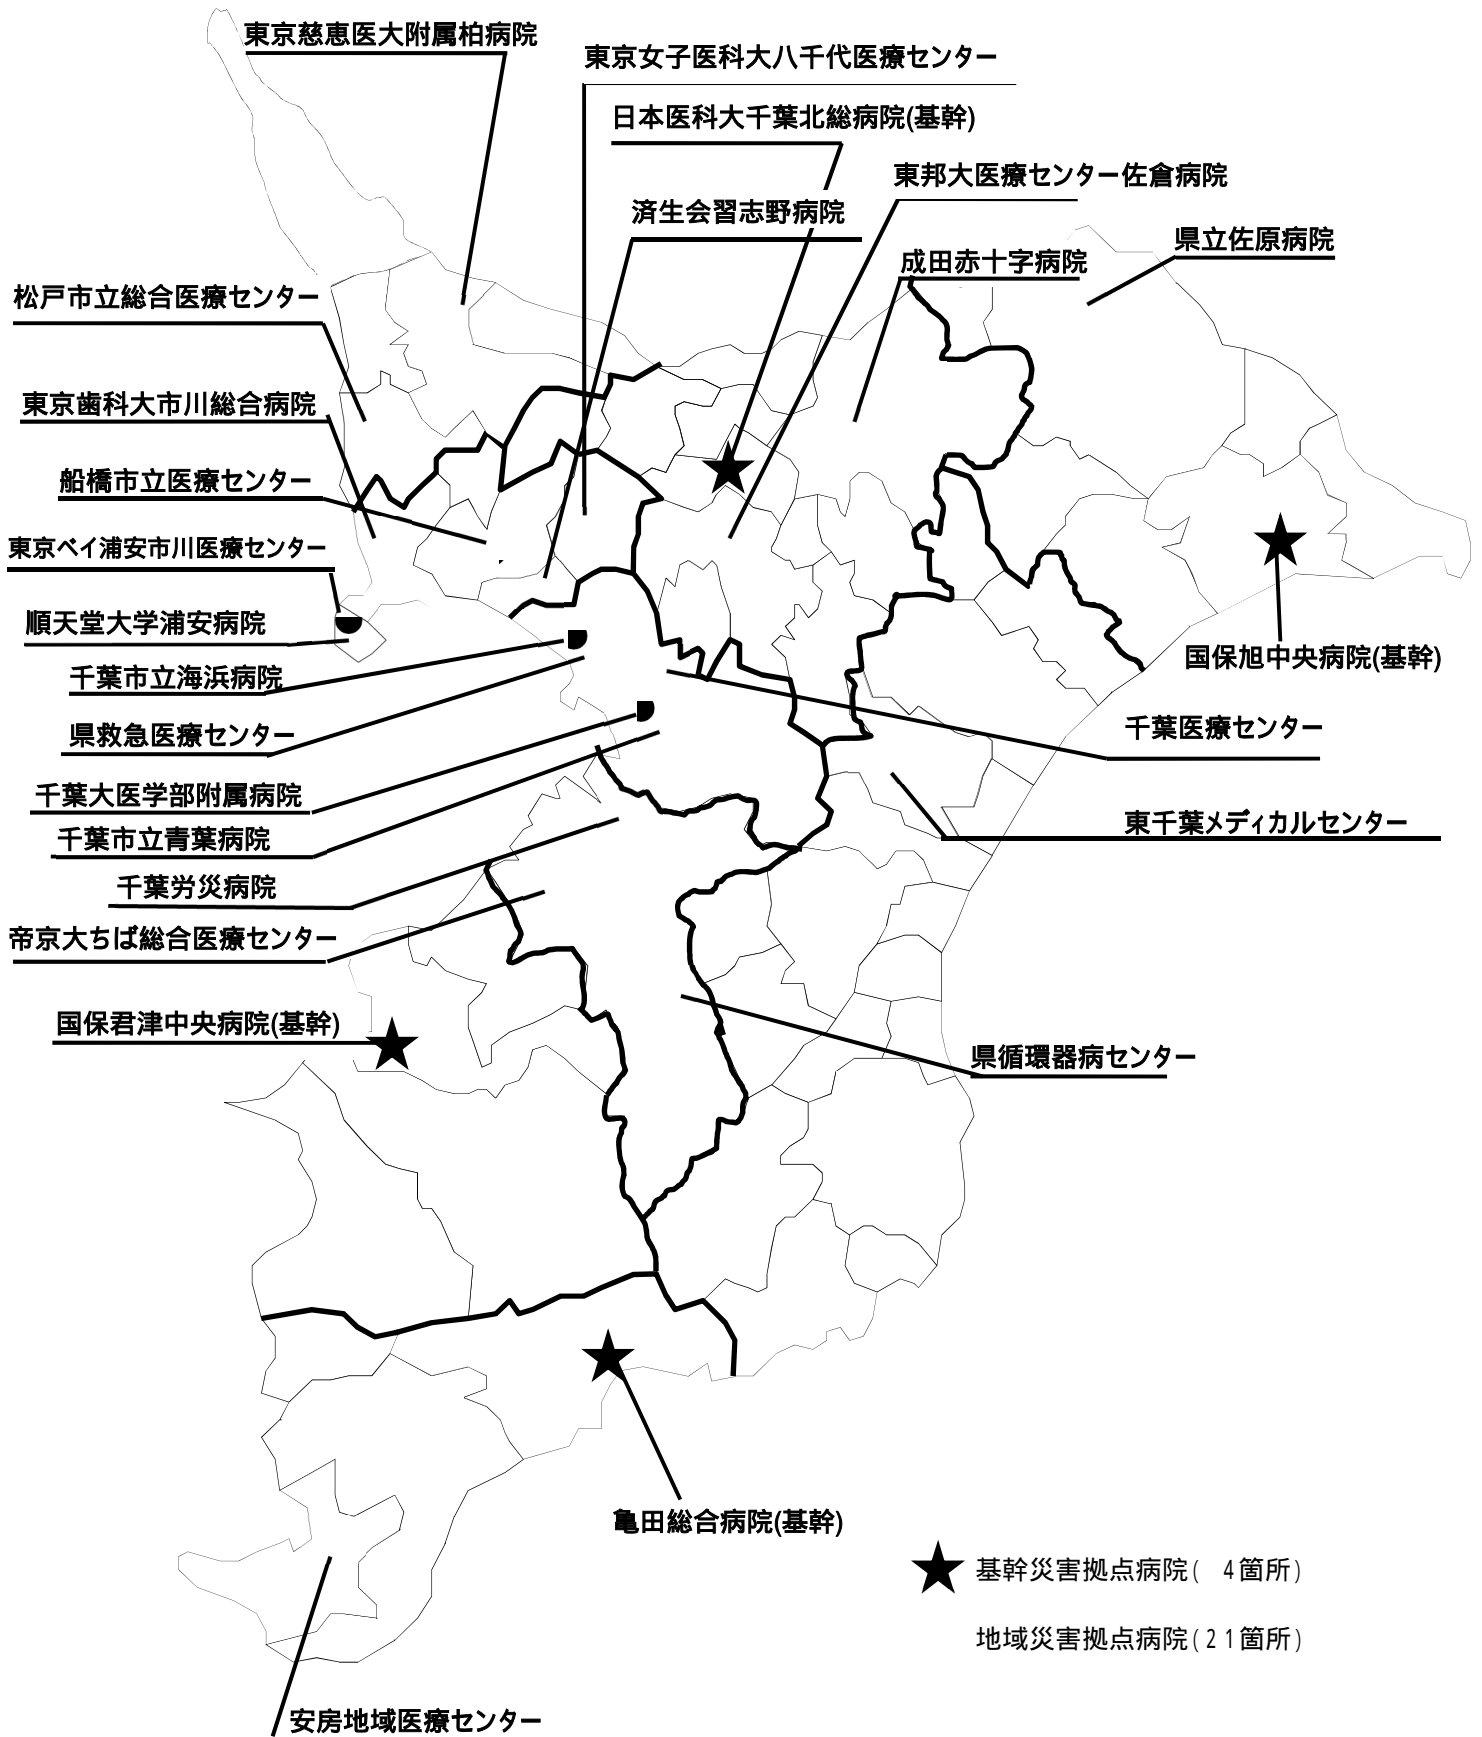 東京慈恵医大附属柏病院
東京女子医科大八千代医療センター
日本医科大千葉北総病院(基幹)
東邦大医療センター佐倉病院
済生会習志野病院
県立佐原病院
成田赤十字病院
松戸市立総合医療センター
東京歯科大市川総合病院
船橋市立医療センター
東京ベイ浦安市川医療センター
順天堂大学浦安病院
国保旭中央病院(基幹)
千葉市立海浜病院
千葉医療センター
県救急医療センター
千葉大医学部附属病院
東千葉メディカルセンター
千葉市立青葉病院
千葉労災病院
帝京大ちば総合医療センター
国保君津中央病院(基幹)
県循環器病センター
亀田総合病院(基幹)
基幹災害拠点病院( 4箇所)
地域災害拠点病院(21箇所)
安房地域医療センター